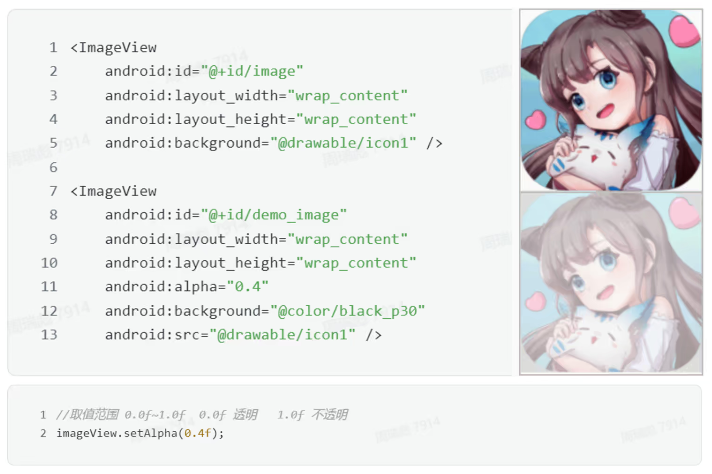 1 <ImageView
2 android:id="@+id/image"
3 android:layout_width="wrap_content"
4 android:layout_height="wrap_content"
5 android:background="@drawable/icon1" />
6
7 <ImageView
8 android:id="@+id/demo_image"
9 android:layout_width="wrap_content"
10 android:layout_height="wrap_content"
11 android:alpha="0.4"
12 android:background="@color/black_p30"
13 android:src="@drawable/icon1" />
1 //取值范围 0.0f~1.0f 0.0f 透明 1.0f 不透明
2 imageView.setAlpha(0.4f);